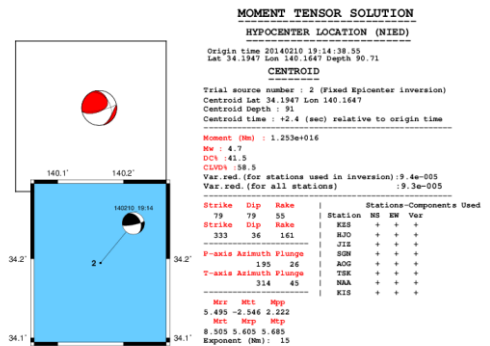 MOMENT TENSOR SOLUTION
HYPOCENTER LOCATION (NIED)
Origin time 20140210 19:14:38.55
Lat 34.1947 Lon 140.1647 Depth 90.71
CENTROID
Trial source number : 2 (Fixed Epicenter inversion)
Centroid Lat 34.1947 Lon 140.1647
Centroid Depth : 91
Centroid time : +2.4 (sec) relative to origin time
Moment (Nm) : 1.253e+016
Mw : 4.7
DC% :41.5
CLVD% :58.5
Var.red.(for stations used in inversion):9.4e-005
Var.red.(for all stations) :9.3e-005
Strike Dip Rake
79 79 55
Strike Dip Rake
333 36 161
P-axis Azimuth Plunge
195 26
T-axis Azimuth Plunge
314 45
Mrr Mtt Mpp
5.495 -2.546 2.222
Mrt Mrp Mtp
8.505 5.605 5.685
Exponent (Nm): 15
Stations-Components Used
Station NS EW Ver
KZS + + +
HJO + + +
JIZ + + +
SGN + + +
AOG + + +
TSK + + +
NAA + + +
KIS + + +
140.1' 140.2'
140210 19:14
2
34.2' 34.2'
34.1' 34.1'